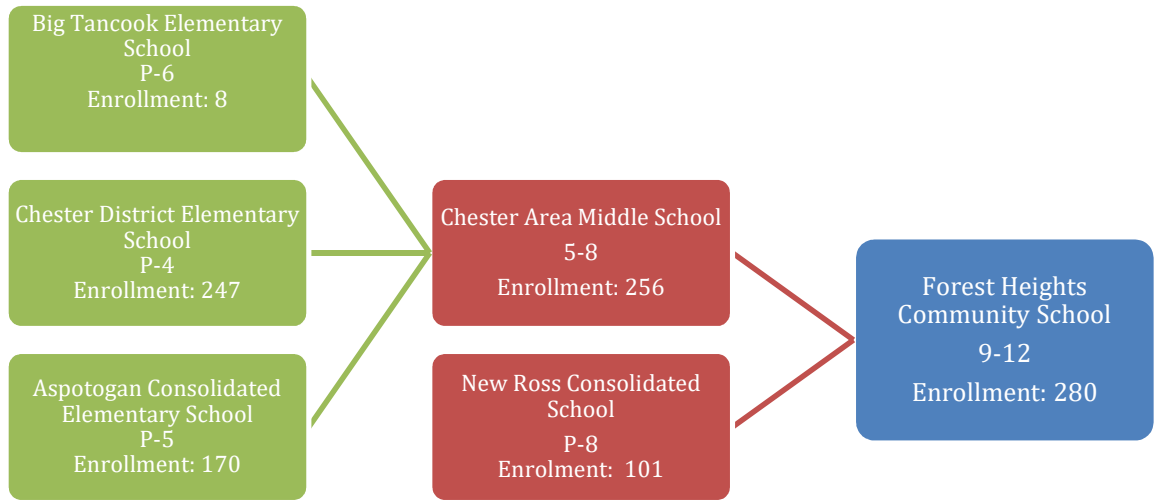 Big Tancook Elementary
School
P-6
Enrollment: 8
Chester District Elementary
School
P-4
Enrollment: 247
Aspotogan Consolidated
Elementary School
P-5
Enrollment: 170
Chester Area Middle School
5-8
Enrollment: 256
New Ross Consolidated
School
P-8
Enrolment: 101
Forest Heights
Community School
9-12
Enrollment: 280